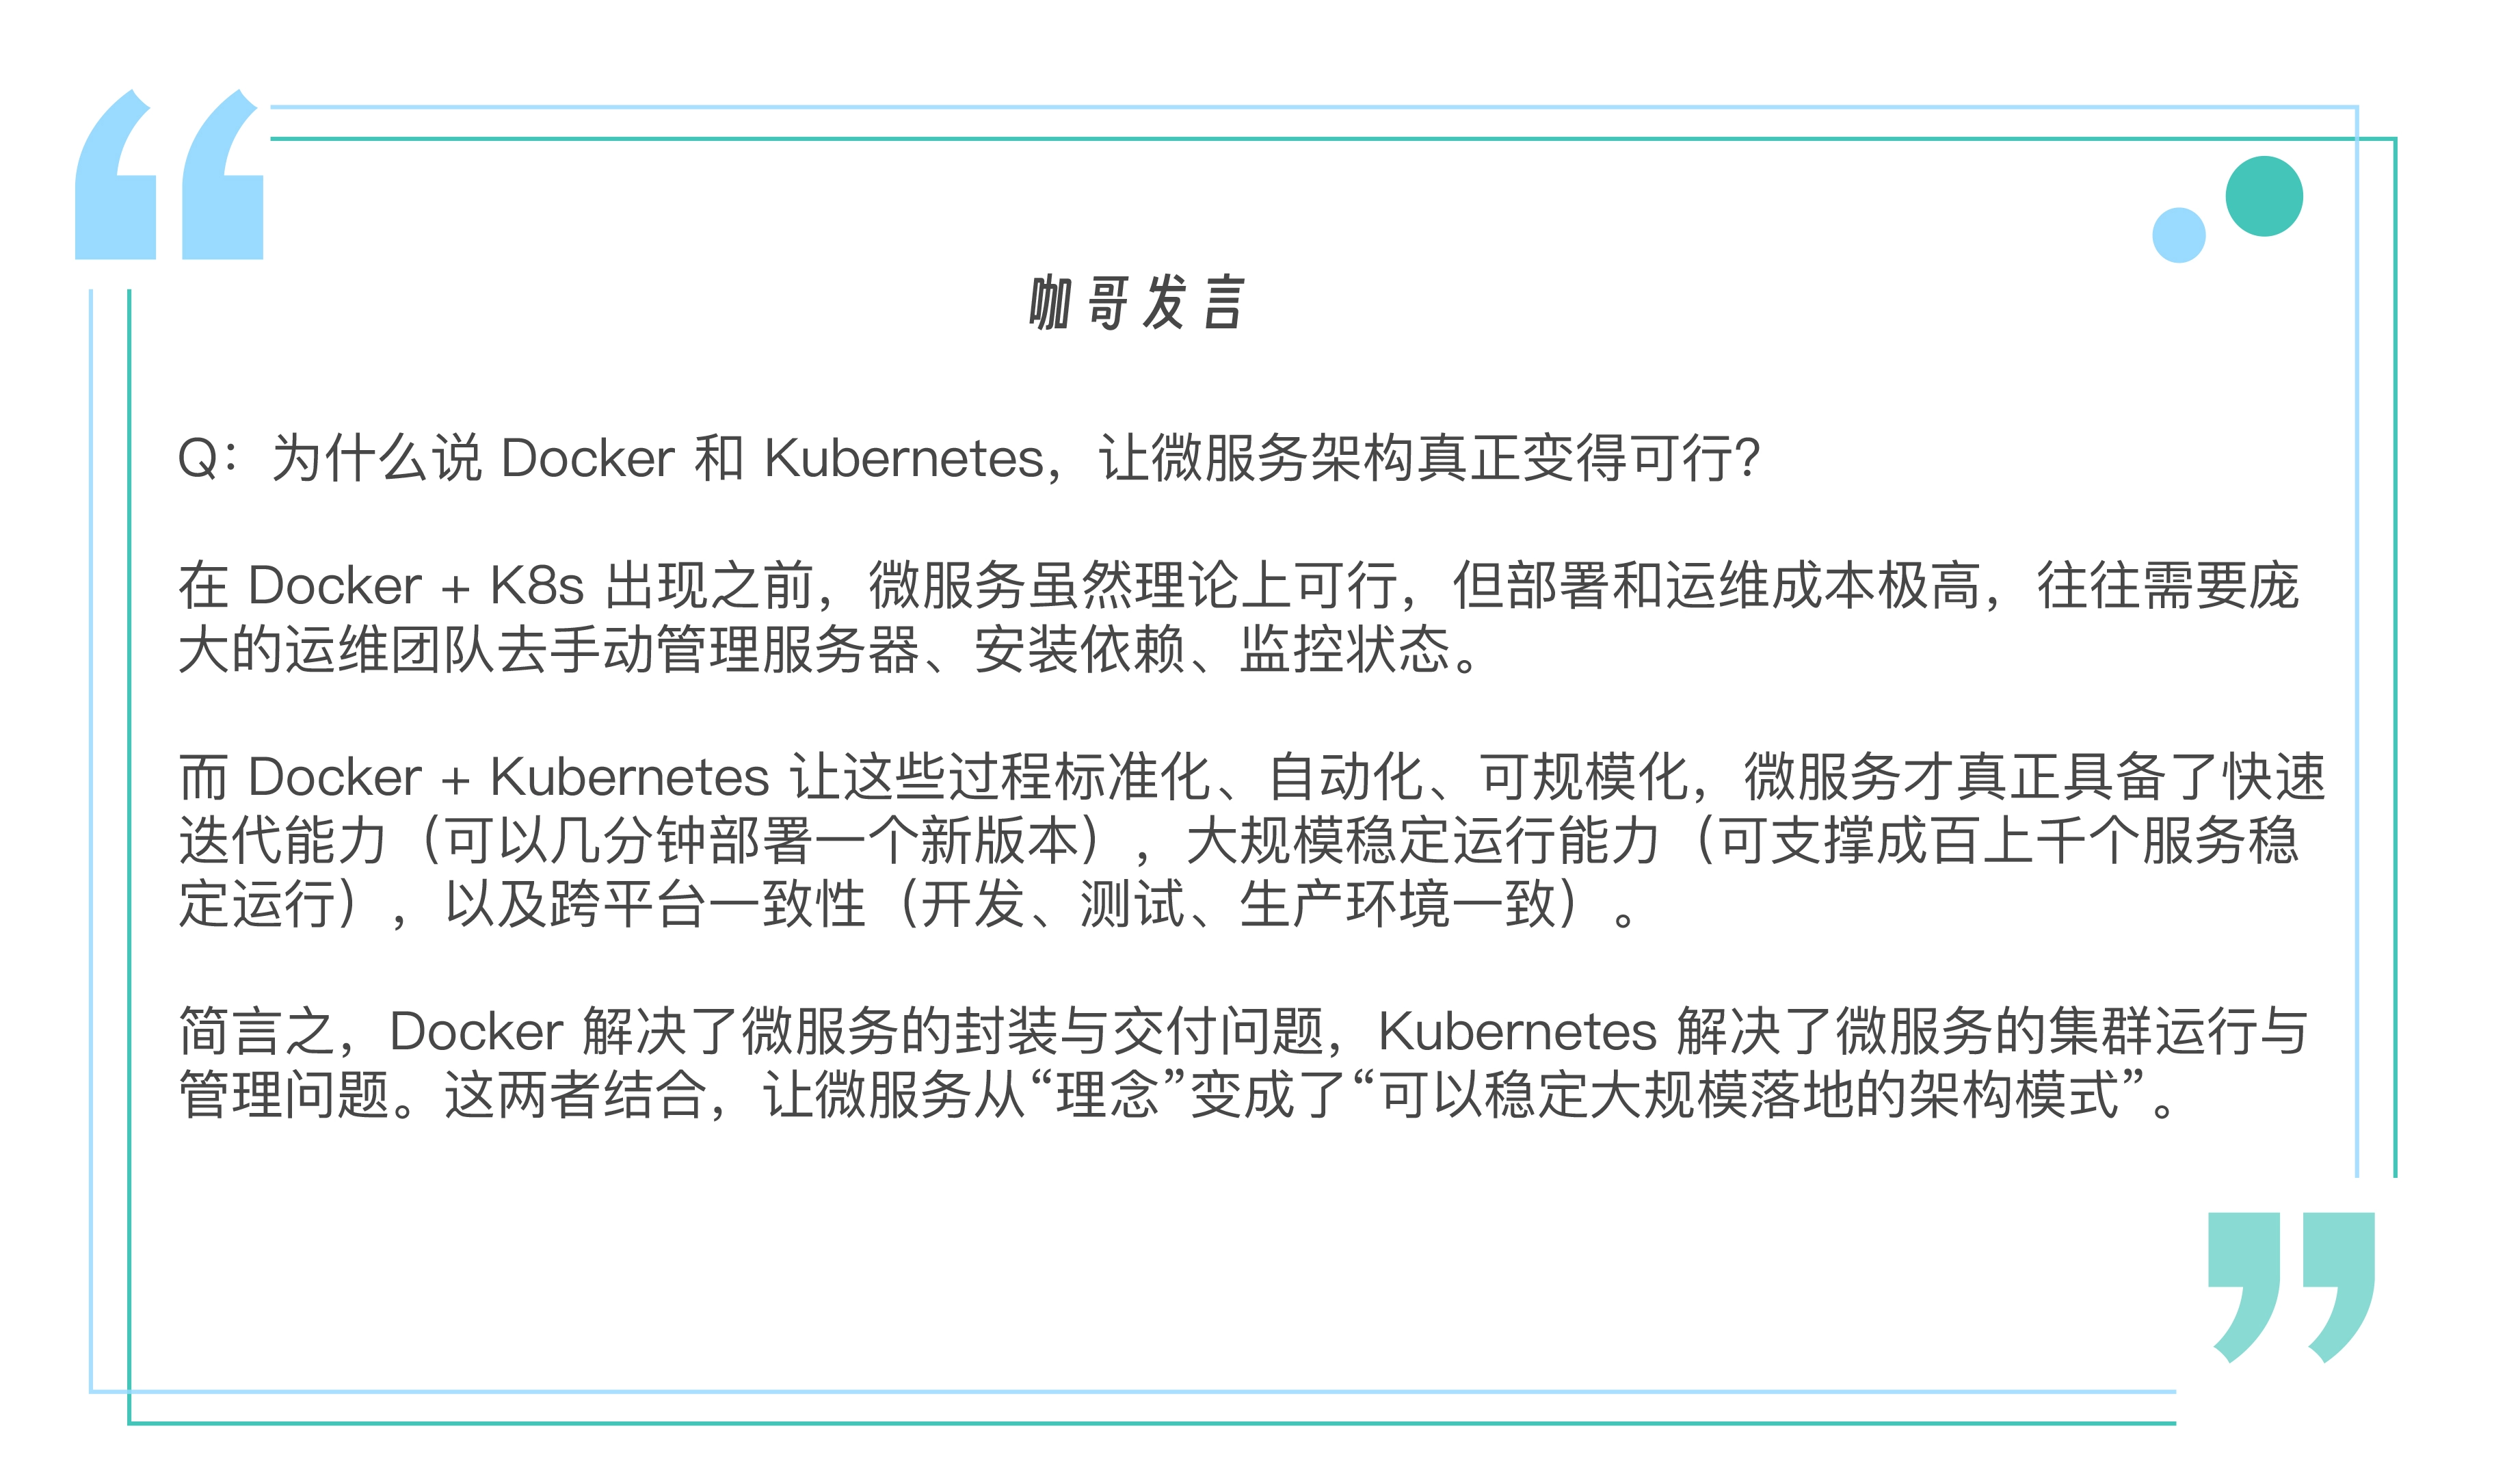 咖哥发言
Q：为什么说 Docker 和 Kubernetes，让微服务架构真正变得可行？
在 Docker + K8s 出现之前，微服务虽然理论上可行，但部署和运维成本极高，往往需要庞
大的运维团队去手动管理服务器、安装依赖、监控状态。
而 Docker + Kubernetes 让这些过程标准化、自动化、可规模化，微服务才真正具备了快速
迭代能力（可以几分钟部署一个新版本），大规模稳定运行能力（可支撑成百上千个服务稳
定运行），以及跨平台一致性（开发、测试、生产环境一致）。
简言之，Docker 解决了微服务的封装与交付问题，Kubernetes 解决了微服务的集群运行与
管理问题。这两者结合，让微服务从“理念”变成了“可以稳定大规模落地的架构模式”。